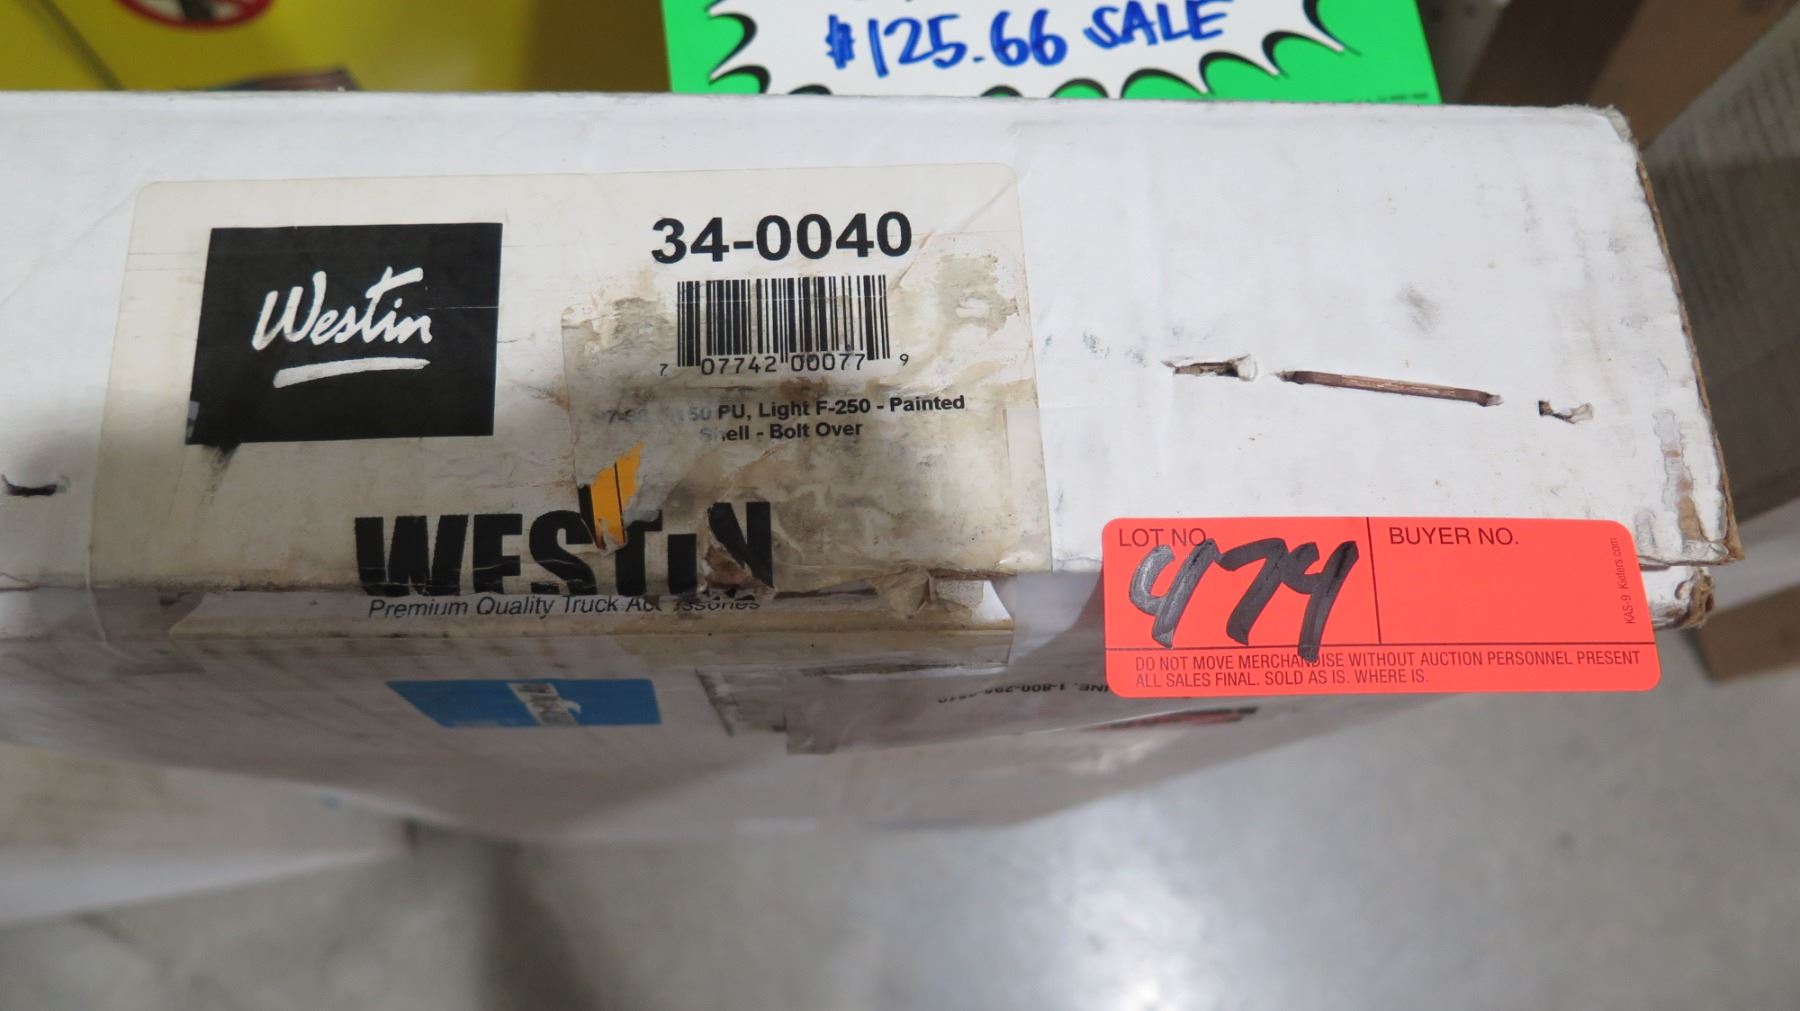 $125.66 SALE
Westin
34-0040
7 07742 00077 9
50 PU, Light F-250 - Painted
Shell - Bolt Over
WESTIN
Premium Quality Truck Accessories
LOT NO.
474
BUYER NO.
KAS-9 Kiefers.com
DO NOT MOVE MERCHANDISE WITHOUT AUCTION PERSONNEL PRESENT
ALL SALES FINAL. SOLD AS IS. WHERE IS.